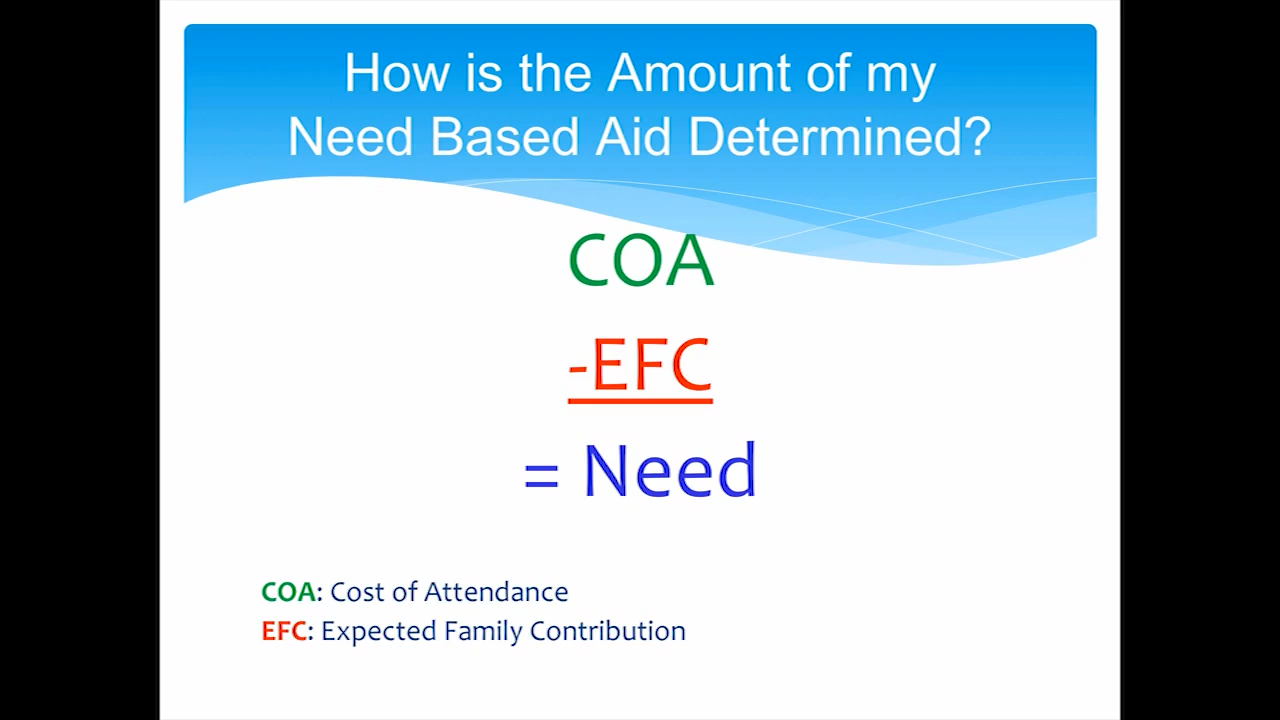 How is the Amount of my
Need Based Aid Determined?
COA
-EFC
= Need
COA: Cost of Attendance
EFC: Expected Family Contribution